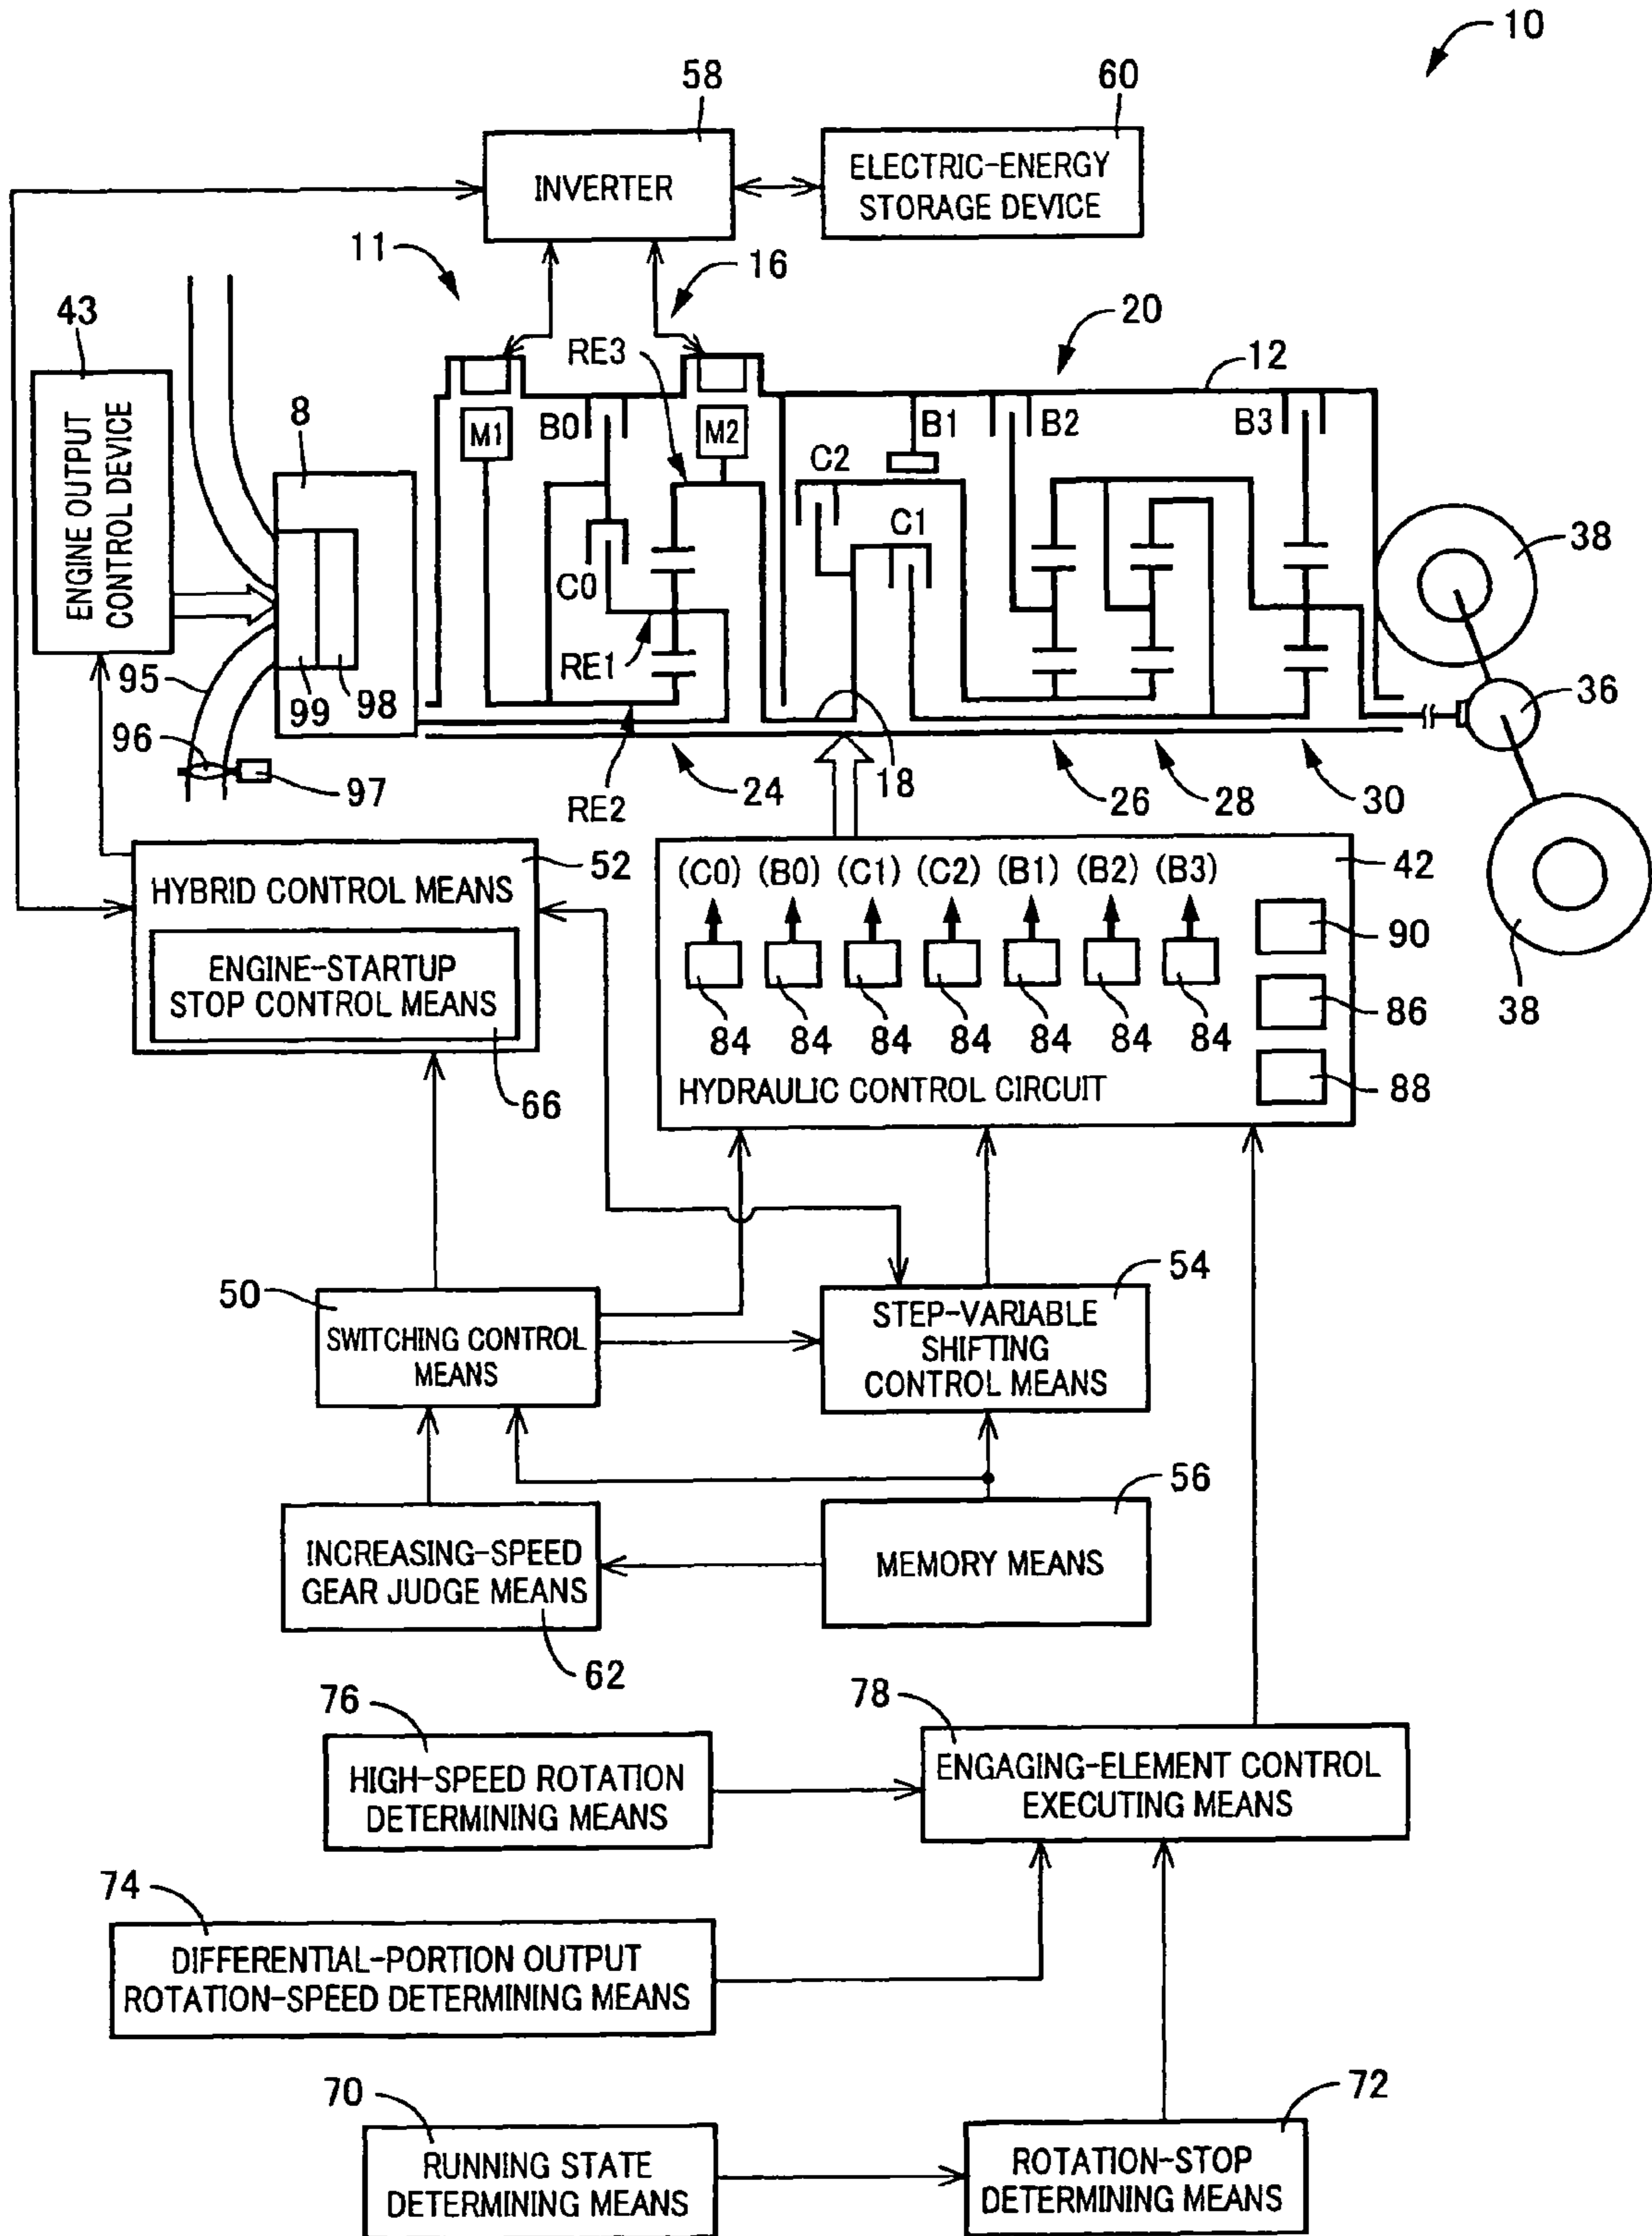 10
58
60
INVERTER
ELECTRIC-ENERGY
STORAGE DEVICE
11
16
43
RE3
20
12
ENGINE OUTPUT
CONTROL DEVICE
8
M1
B0
M2
B1
B2
B3
C2
C1
C0
38
RE1
95
99
98
36
96
97
RE2
24
18
26
28
30
38
52
HYBRID CONTROL MEANS
ENGINE-STARTUP
STOP CONTROL MEANS
66
(C0) (B0) (C1) (C2) (B1) (B2) (B3)
42
90
86
84 84 84 84 84 84 84
88
HYDRAULIC CONTROL CIRCUIT
50
SWITCHING CONTROL
MEANS
54
STEP-VARIABLE
SHIFTING
CONTROL MEANS
56
INCREASING-SPEED
GEAR JUDGE MEANS
62
MEMORY MEANS
76
HIGH-SPEED ROTATION
DETERMINING MEANS
78
ENGAGING-ELEMENT CONTROL
EXECUTING MEANS
74
DIFFERENTIAL-PORTION OUTPUT
ROTATION-SPEED DETERMINING MEANS
70
RUNNING STATE
DETERMINING MEANS
72
ROTATION-STOP
DETERMINING MEANS